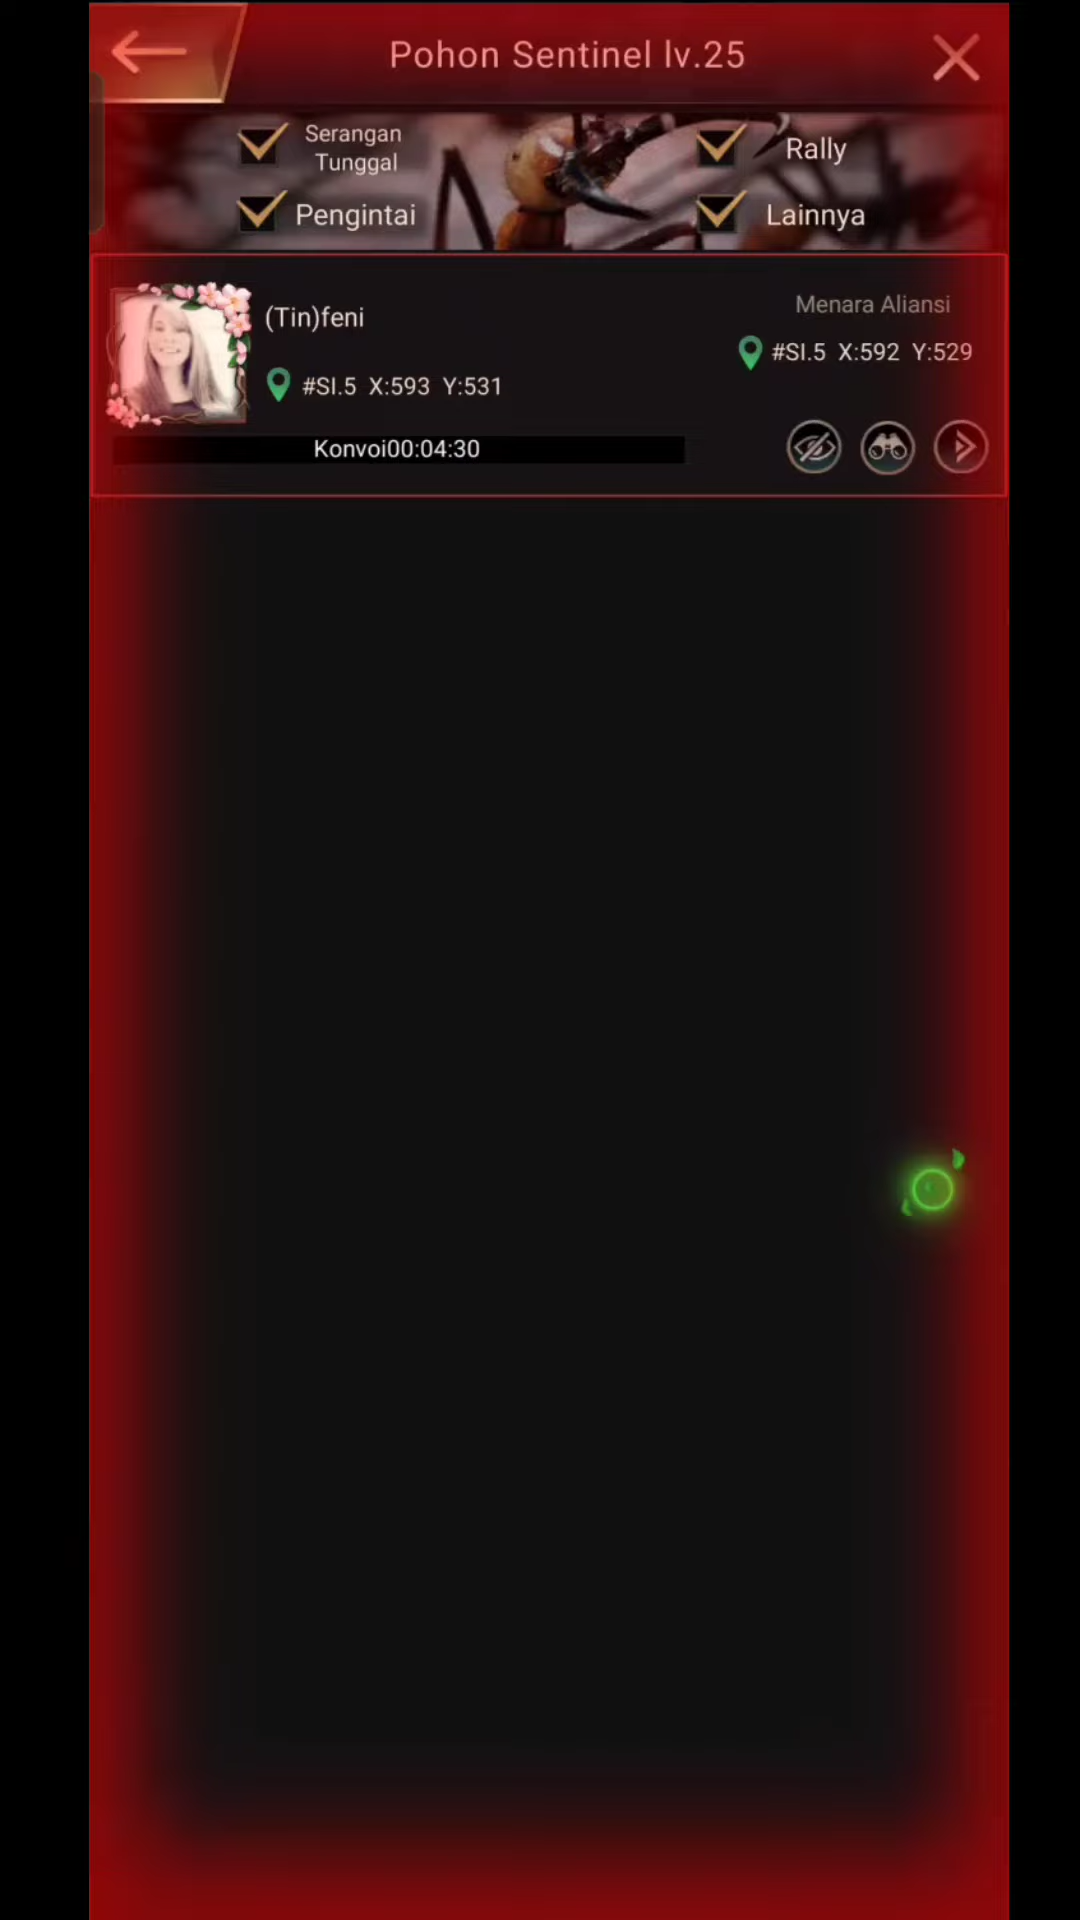 Pohon Sentinel lv.25
Serangan
Tunggal
Rally
Pengintai
Lainnya
(Tin)feni
Menara Aliansi
#SI.5 X:592 Y:529
#SI.5 X:593 Y:531
Konvoi00:04:30